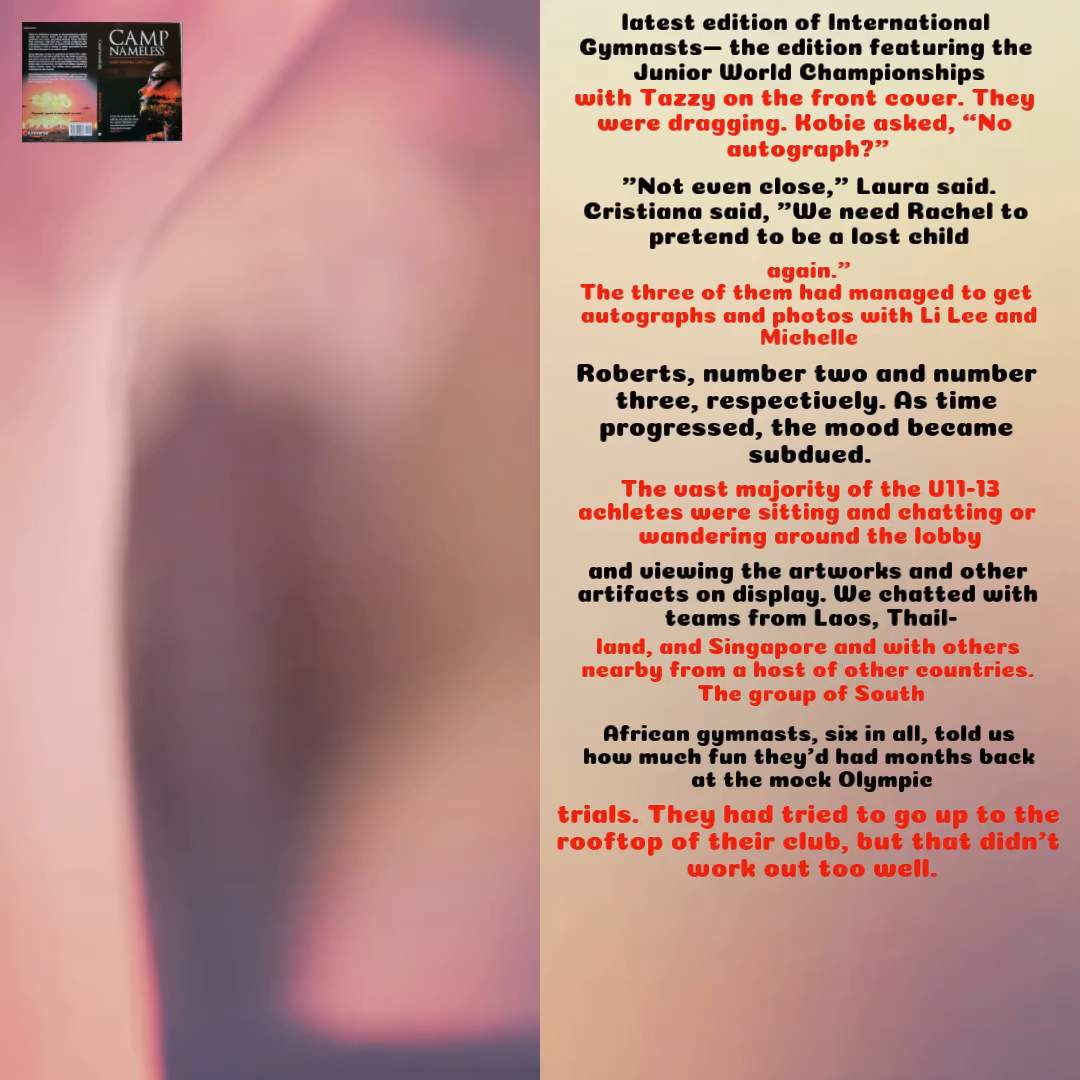 CAMP
NAMELESS
latest edition of International
Gymnasts— the edition featuring the
Junior World Championships
with Tazzy on the front cover. They
were dragging. Kobie asked, “No
autograph?”
”Not even close,” Laura said.
Cristiana said, ”We need Rachel to
pretend to be a lost child
again.”
The three of them had managed to get
autographs and photos with Li Lee and
Michelle
Roberts, number two and number
three, respectively. As time
progressed, the mood became
subdued.
The vast majority of the U11-13
achletes were sitting and chatting or
wandering around the lobby
and viewing the artworks and other
artifacts on display. We chatted with
teams from Laos, Thail-
land, and Singapore and with others
nearby from a host of other countries.
The group of South
African gymnasts, six in all, told us
how much fun they’d had months back
at the mock Olympic
trials. They had tried to go up to the
rooftop of their club, but that didn’t
work out too well.